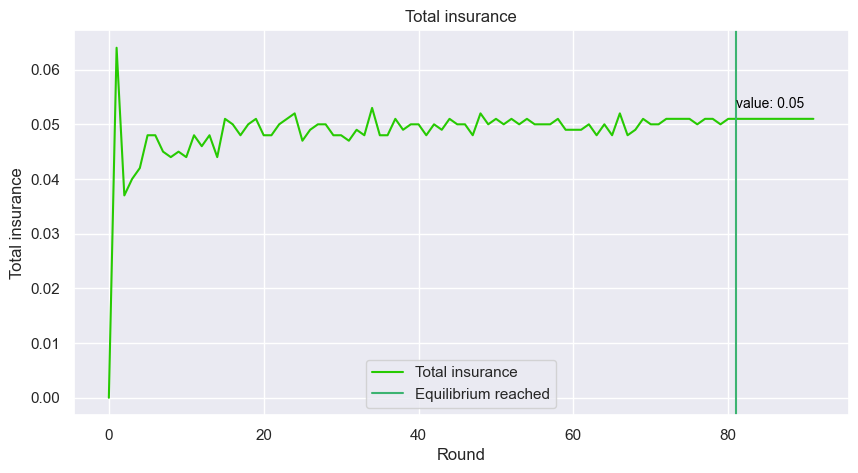 Total insurance
0.06
0.05
0.04
0.03
0.02
0.01
0.00
Total insurance
value: 0.05
Total insurance
Equilibrium reached
0 20 40 60 80
Round